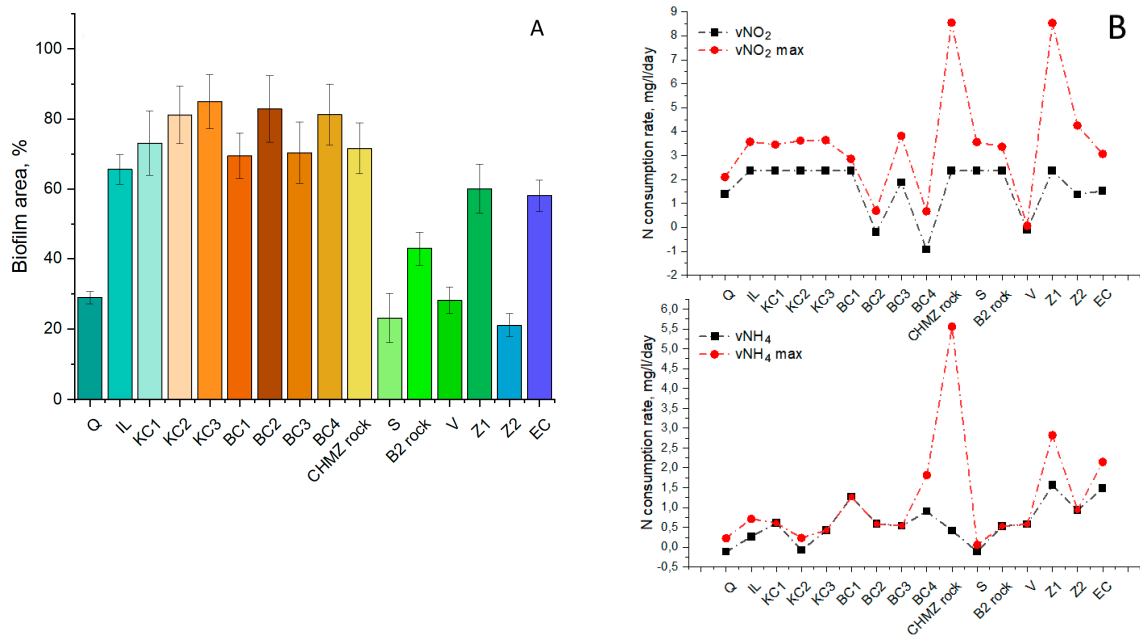 A
Biofilm area, %
100
80
60
40
20
0
Q IL KC1 KC2 KC3 BC1 BC2 BC3 BC4 CHMZ rock S B2 rock V Z1 Z2 EC
B
vNO₂
vNO₂ max
N consumption rate, mg/l/day
9
8
7
6
5
4
3
2
1
0
-1
-2
Q IL KC1 KC2 KC3 BC1 BC2 BC3 BC4 CHMZ rock S B2 rock V Z1 Z2 EC
vNH₄
vNH₄ max
N consumption rate, mg/l/day
6,0
5,5
5,0
4,5
4,0
3,5
3,0
2,5
2,0
1,5
1,0
0,5
0,0
-0,5
Q IL KC1 KC2 KC3 BC1 BC2 BC3 BC4 CHMZ rock S B2 rock V Z1 Z2 EC